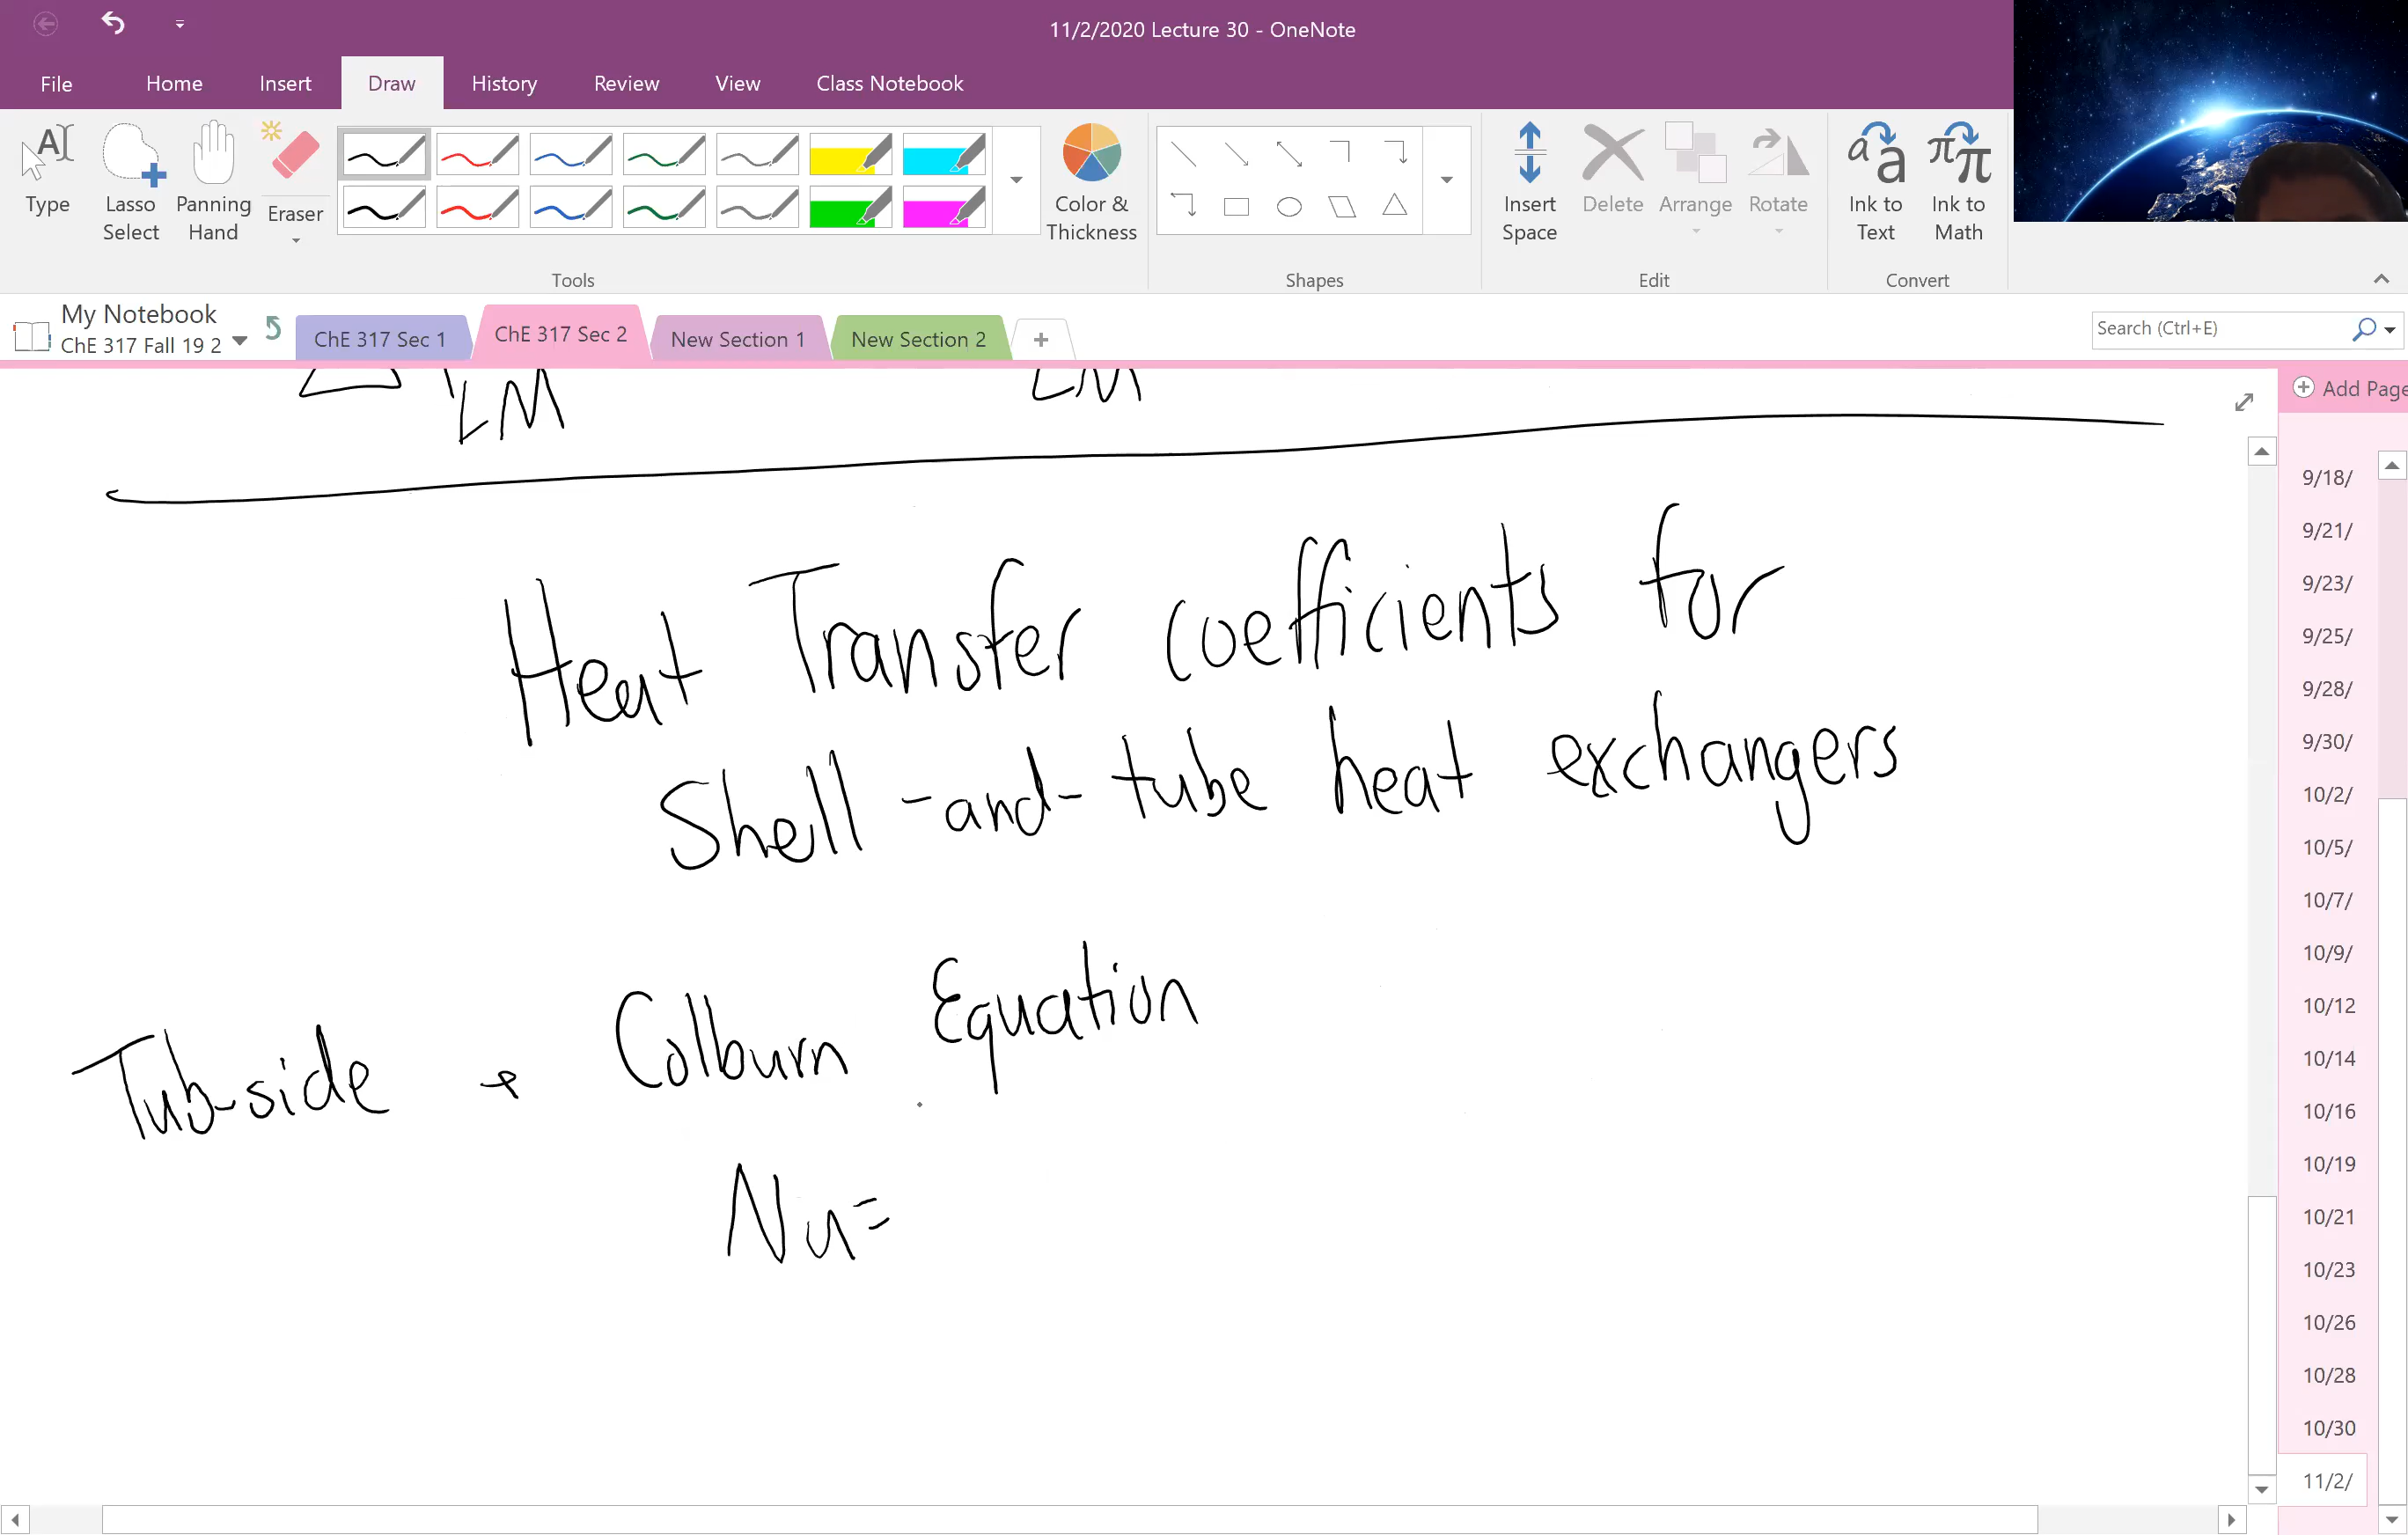 11/2/2020 Lecture 30 - OneNote
File Home Insert Draw History Review View Class Notebook
Type
Lasso Select
Panning Hand
Eraser
Color & Thickness
Insert Space
Delete
Arrange
Rotate
Ink to Text
Ink to Math
Tools Shapes Edit Convert
My Notebook
ChE 317 Fall 19 2
ChE 317 Sec 1 ChE 317 Sec 2 New Section 1 New Section 2 +
Search (Ctrl+E)
Add Page
LM LM
Heat Transfer coefficients for
Shell-and-tube heat exchangers
Tub-side Colburn Equation
Nu=
9/18/
9/21/
9/23/
9/25/
9/28/
9/30/
10/2/
10/5/
10/7/
10/9/
10/12
10/14
10/16
10/19
10/21
10/23
10/26
10/28
10/30
11/2/